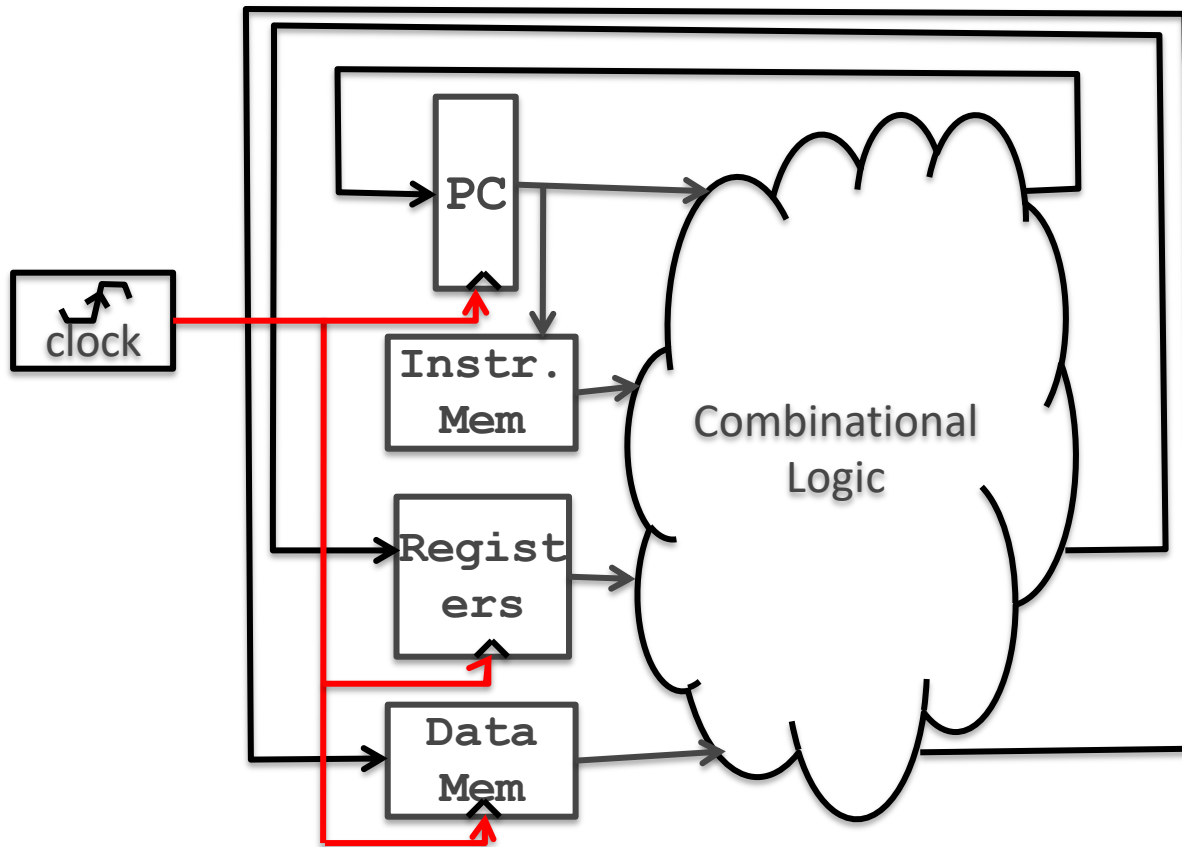 PC
clock
Instr.
Mem
Combinational
Logic
Regist
ers
Data
Mem